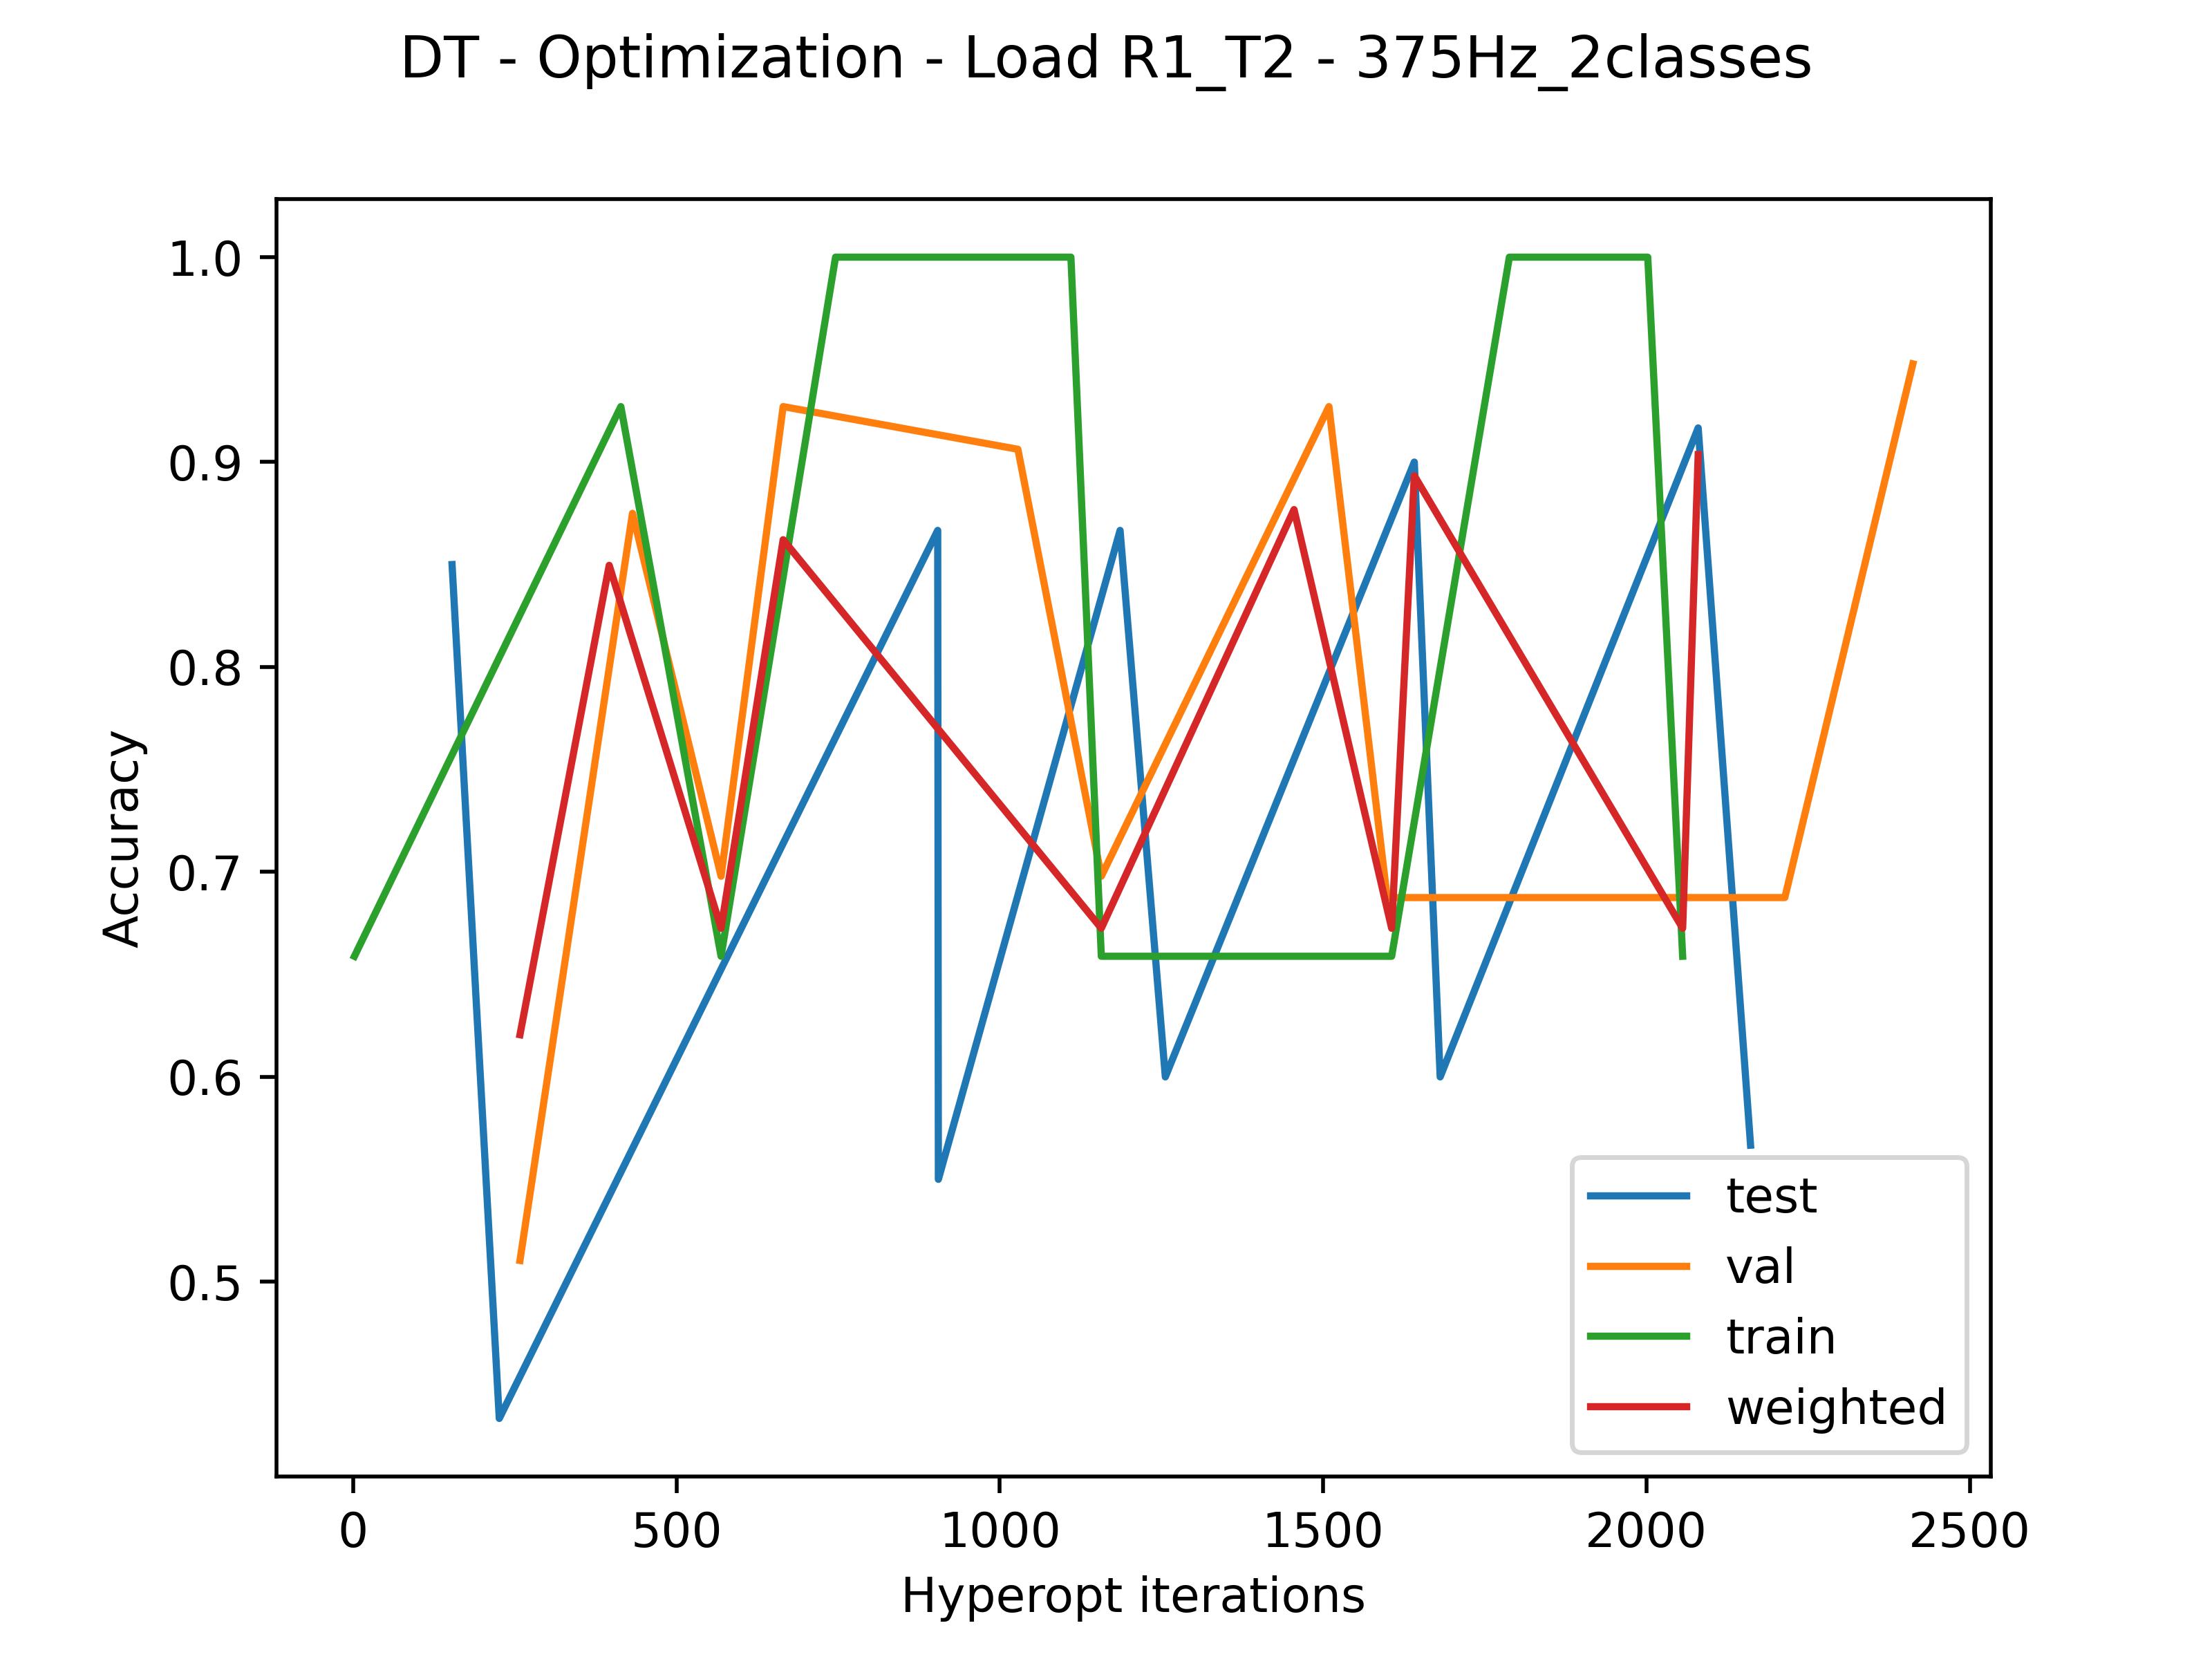 DT - Optimization - Load R1_T2 - 375Hz_2classes
1.0
0.9
0.8
0.7
0.6
0.5
Accuracy
0
500
1000
1500
2000
2500
Hyperopt iterations
test
val
train
weighted